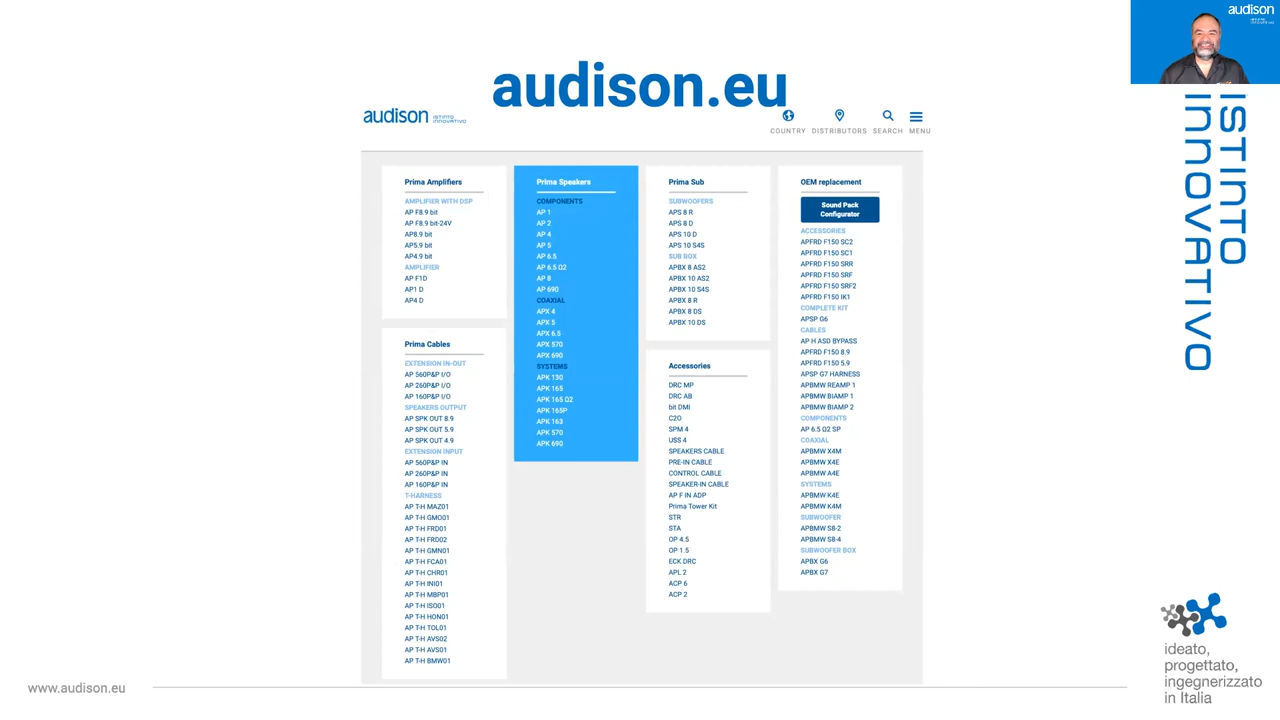 audison.eu
audison ISTINTO INNOVATIVO
COUNTRY
DISTRIBUTORS
SEARCH
MENU
Prima Amplifiers
AMPLIFIER WITH DSP
AP F8.9 bit
AP F8.9 bit-24V
AP8.9 bit
AP5.9 bit
AP4.9 bit
AMPLIFIER
AP F1D
AP1 D
AP4 D
Prima Cables
EXTENSION IN-OUT
AP 560P&P I/O
AP 260P&P I/O
AP 160P&P I/O
SPEAKERS OUTPUT
AP SPK OUT 8.9
AP SPK OUT 5.9
AP SPK OUT 4.9
EXTENSION INPUT
AP 560P&P IN
AP 260P&P IN
AP 160P&P IN
T-HARNESS
AP T-H MAZ01
AP T-H GMO01
AP T-H FRD01
AP T-H FRD02
AP T-H GMN01
AP T-H FCA01
AP T-H CHR01
AP T-H INI01
AP T-H MBP01
AP T-H ISO01
AP T-H HON01
AP T-H TOL01
AP T-H AVS02
AP T-H AVS01
AP T-H BMW01
Prima Speakers
COMPONENTS
AP 1
AP 2
AP 4
AP 5
AP 6.5
AP 6.5 Ω2
AP 8
AP 690
COAXIAL
APX 4
APX 5
APX 6.5
APX 570
APX 690
SYSTEMS
APK 130
APK 165
APK 165 Ω2
APK 165P
APK 163
APK 570
APK 690
Prima Sub
SUBWOOFERS
APS 8 R
APS 8 D
APS 10 D
APS 10 S4S
SUB BOX
APBX 8 AS2
APBX 10 AS2
APBX 10 S4S
APBX 8 R
APBX 8 DS
APBX 10 DS
Accessories
DRC MP
DRC AB
bit DMI
C2O
SPM 4
USS 4
SPEAKERS CABLE
PRE-IN CABLE
CONTROL CABLE
SPEAKER-IN CABLE
AP F IN ADP
Prima Tower Kit
STR
STA
OP 4.5
OP 1.5
ECK DRC
APL 2
ACP 6
ACP 2
OEM replacement
Sound Pack
Configurator
ACCESSORIES
APFRD F150 SC2
APFRD F150 SC1
APFRD F150 SRR
APFRD F150 SRF
APFRD F150 SRF2
APFRD F150 IK1
COMPLETE KIT
APSP G6
CABLES
AP H ASD BYPASS
APFRD F150 8.9
APFRD F150 5.9
APSP G7 HARNESS
APBMW REAMP 1
APBMW BIAMP 1
APBMW BIAMP 2
COMPONENTS
AP 6.5 Ω2 SP
COAXIAL
APBMW X4M
APBMW X4E
APBMW A4E
SYSTEMS
APBMW K4E
APBMW K4M
SUBWOOFER
APBMW S8-2
APBMW S8-4
SUBWOOFER BOX
APBX G6
APBX G7
audison
ISTINTO
INNOVATIVO
ideato,
progettato,
ingegnerizzato
in Italia
www.audison.eu